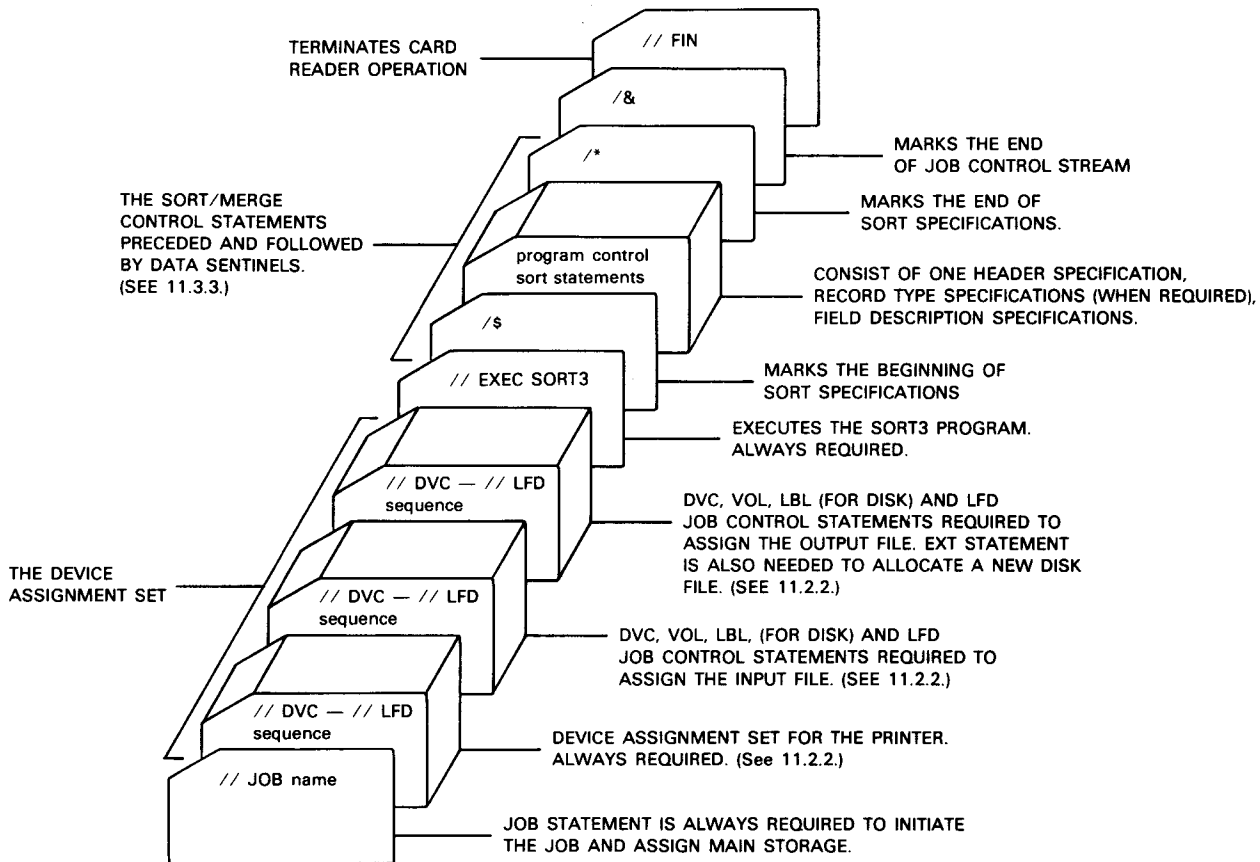 // FIN
TERMINATES CARD
READER OPERATION
/&
MARKS THE END
OF JOB CONTROL STREAM
/*
MARKS THE END OF
SORT SPECIFICATIONS.
THE SORT/MERGE
CONTROL STATEMENTS
PRECEDED AND FOLLOWED
BY DATA SENTINELS.
(SEE 11.3.3.)
program control
sort statements
CONSIST OF ONE HEADER SPECIFICATION,
RECORD TYPE SPECIFICATIONS (WHEN REQUIRED),
FIELD DESCRIPTION SPECIFICATIONS.
/$
MARKS THE BEGINNING OF
SORT SPECIFICATIONS
// EXEC SORT3
EXECUTES THE SORT3 PROGRAM.
ALWAYS REQUIRED.
// DVC — // LFD
sequence
DVC, VOL, LBL (FOR DISK) AND LFD
JOB CONTROL STATEMENTS REQUIRED TO
ASSIGN THE OUTPUT FILE. EXT STATEMENT
IS ALSO NEEDED TO ALLOCATE A NEW DISK
FILE. (SEE 11.2.2.)
THE DEVICE
ASSIGNMENT SET
// DVC — // LFD
sequence
DVC, VOL, LBL, (FOR DISK) AND LFD
JOB CONTROL STATEMENTS REQUIRED TO
ASSIGN THE INPUT FILE. (SEE 11.2.2.)
// DVC — // LFD
sequence
DEVICE ASSIGNMENT SET FOR THE PRINTER.
ALWAYS REQUIRED. (See 11.2.2.)
// JOB name
JOB STATEMENT IS ALWAYS REQUIRED TO INITIATE
THE JOB AND ASSIGN MAIN STORAGE.